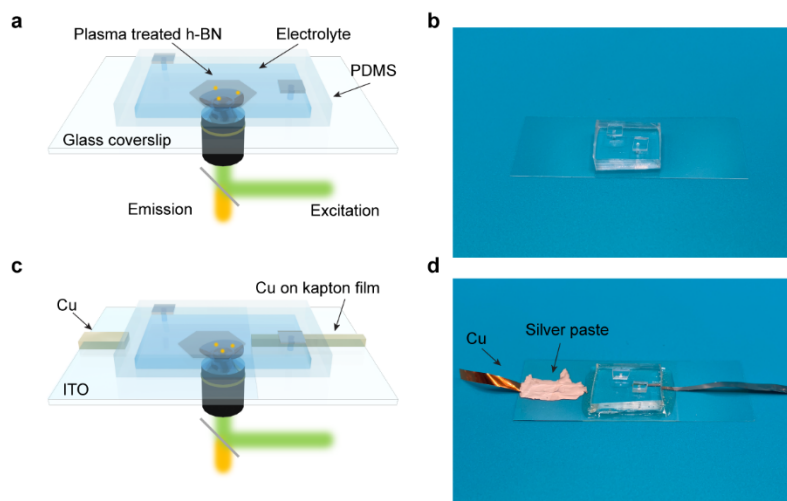 a
Plasma treated h-BN
Electrolyte
PDMS
Glass coverslip
Emission
Excitation
b
c
Cu
Cu on kapton film
ITO
d
Cu
Silver paste